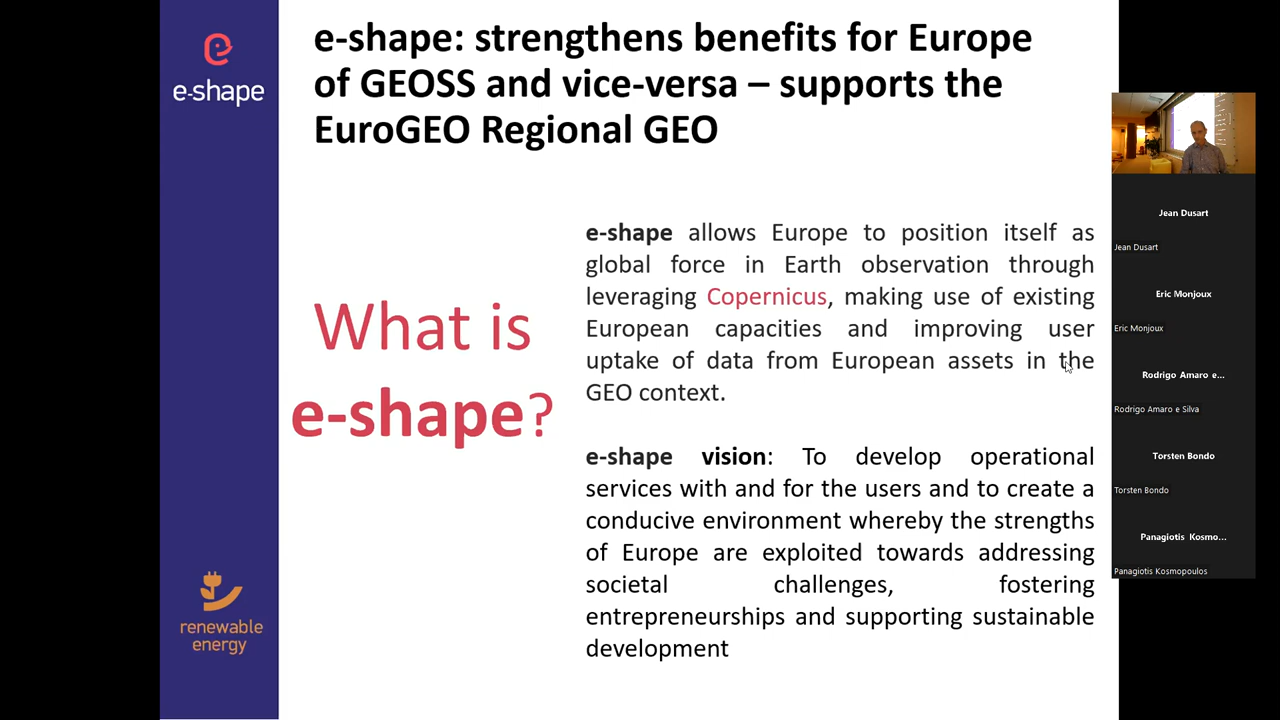 e-shape
e-shape: strengthens benefits for Europe
of GEOSS and vice-versa – supports the
EuroGEO Regional GEO
What is
e-shape?
e-shape allows Europe to position itself as
global force in Earth observation through
leveraging Copernicus, making use of existing
European capacities and improving user
uptake of data from European assets in the
GEO context.
e-shape vision: To develop operational
services with and for the users and to create a
conducive environment whereby the strengths
of Europe are exploited towards addressing
societal challenges, fostering
entrepreneurships and supporting sustainable
development
renewable
energy
Jean Dusart
Jean Dusart
Eric Monjoux
Eric Monjoux
Rodrigo Amaro e...
Rodrigo Amaro e Silva
Torsten Bondo
Torsten Bondo
Panagiotis Kosmo...
Panagiotis Kosmopoulos